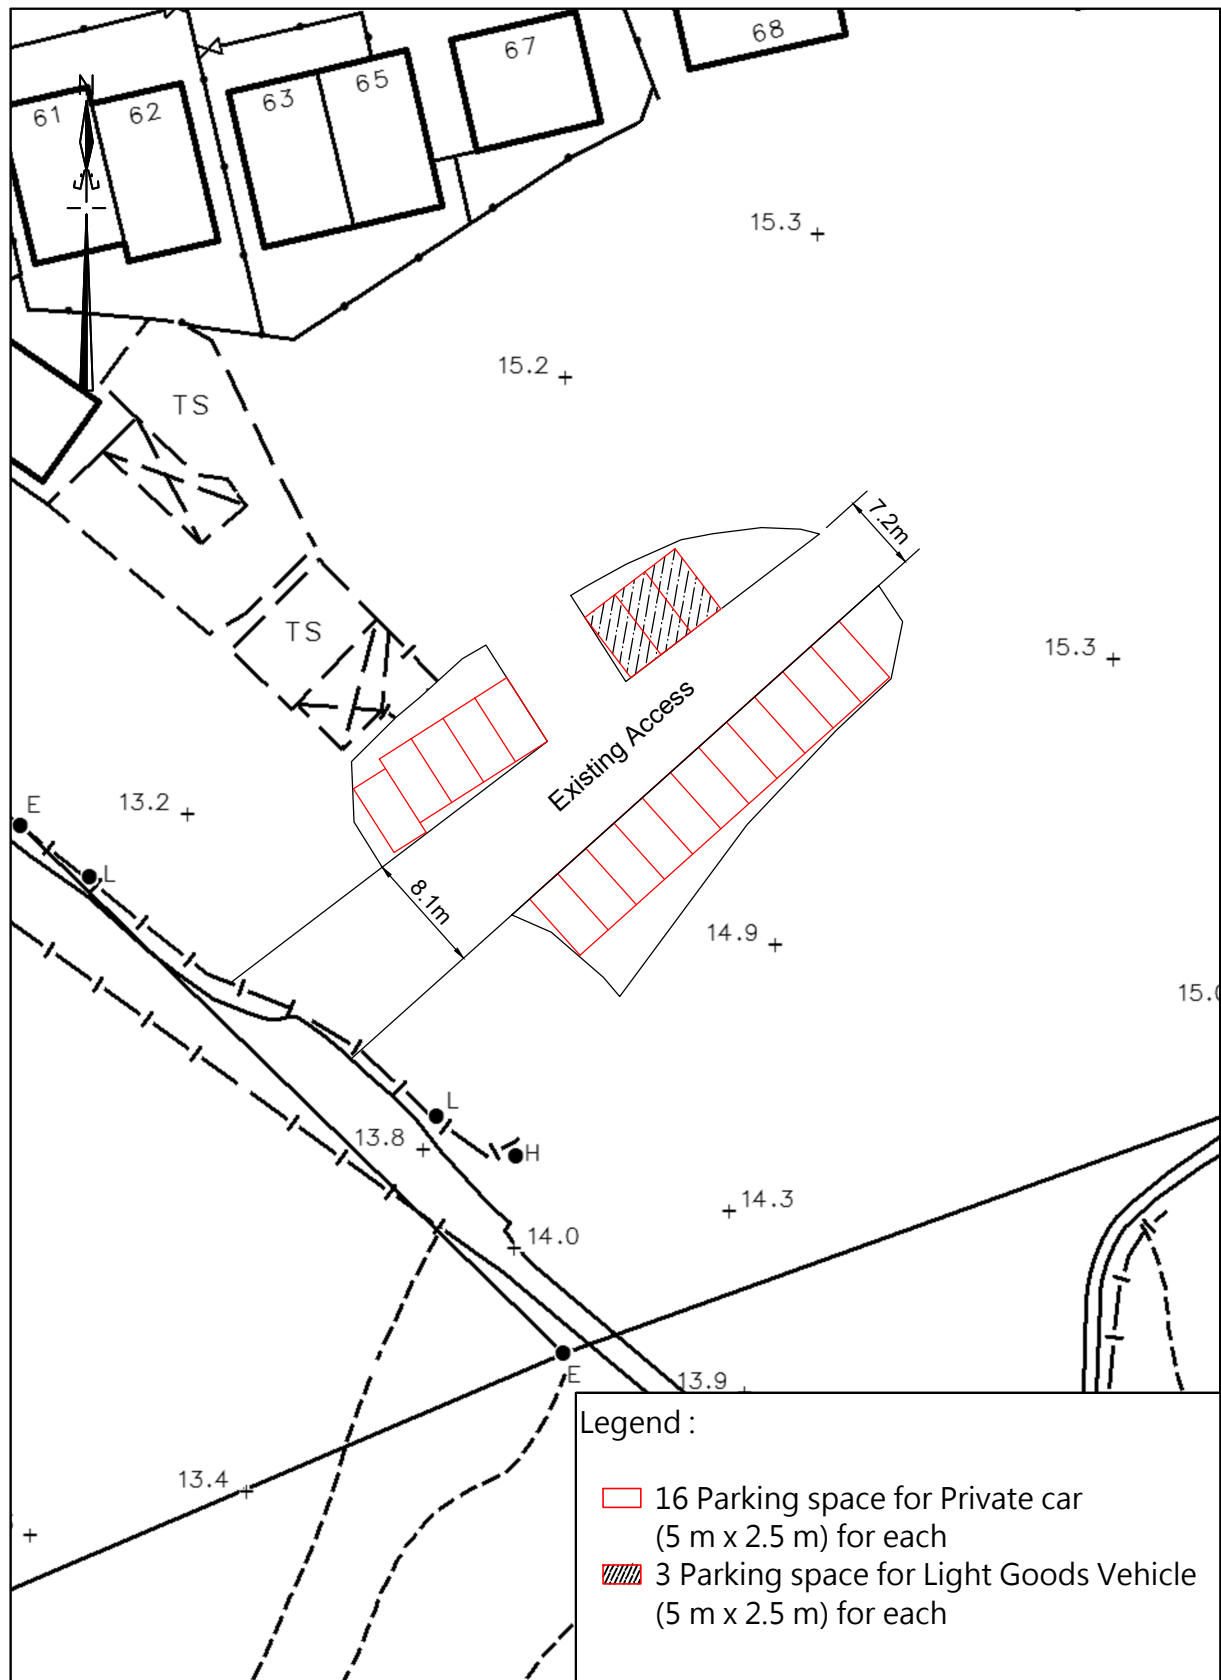 68
67
65
63
62
61
15.3
15.2
TS
7.2m
TS
15.3
Existing Access
13.2
E
L
8.1m
14.9
15.0
L
13.8
H
14.3
14.0
E
13.9
13.4
Legend :
16 Parking space for Private car
(5 m x 2.5 m) for each
3 Parking space for Light Goods Vehicle
(5 m x 2.5 m) for each